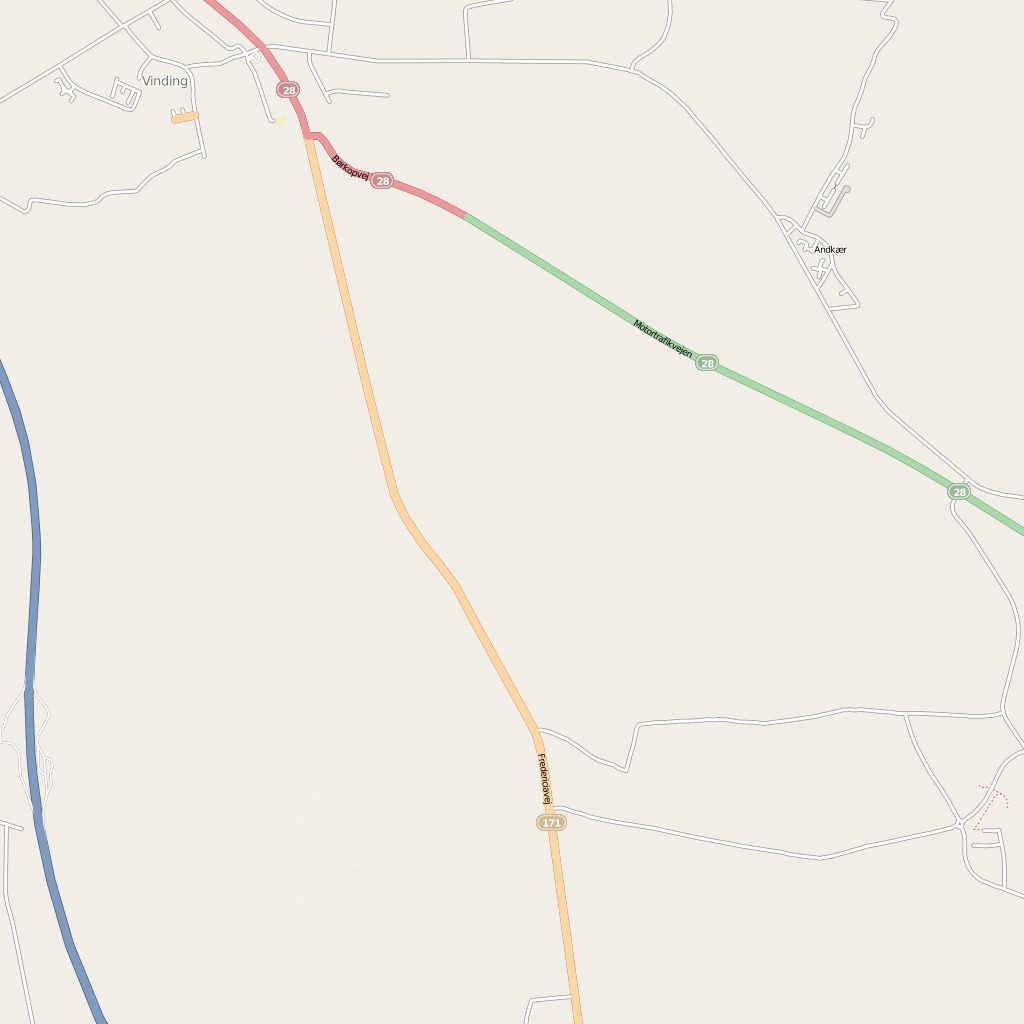 Vinding
28
Børkopvej
28
Andkær
Motortrafikvejen
28
28
Fredericiavej
171